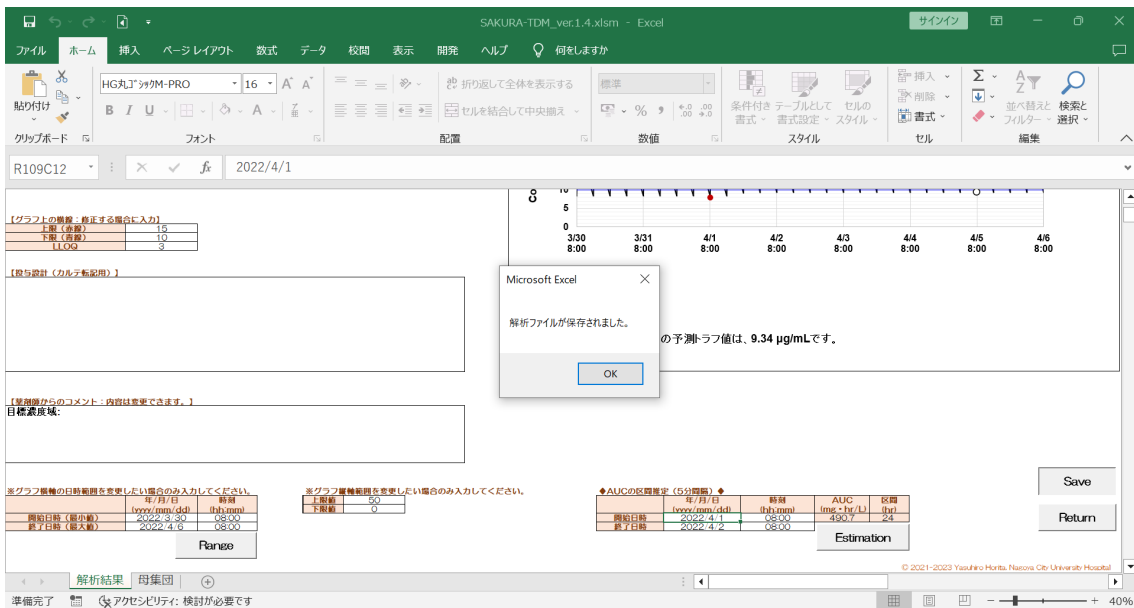 SAKURA-TDM_ver.1.4.xlsm - Excel
サインイン
ファイル ホーム 挿入 ページ レイアウト 数式 データ 校閲 表示 開発 ヘルプ 何をしますか
HG丸ｺﾞｼｯｸM-PRO 16
折り返して全体を表示する
標準
挿入
貼り付け
B I U
セルを結合して中央揃え
条件付き 書式
テーブルとして 書式設定
セルの スタイル
削除
書式
並べ替えと フィルター
検索と 選択
クリップボード フォント 配置 数値 スタイル セル 編集
R109C12 fx 2022/4/1
【グラフ上の横線：修正する場合に入力】
上限（赤線） 15
下限（青線） 10
LLOQ 3
Co
10
5
0
3/30 3/31 4/1 4/2 4/3 4/4 4/5 4/6
8:00 8:00 8:00 8:00 8:00 8:00 8:00 8:00
【投与設計（カルテ転記用）】
Microsoft Excel
解析ファイルが保存されました。
OK
の予測トラフ値は、9.34 μg/mLです。
【薬剤師からのコメント：内容は変更できます。】
目標濃度域:
※グラフ横軸の日時範囲を変更したい場合のみ入力してください。
年/月/日 時刻
(yyyy/mm/dd) (hh:mm)
開始日時（最小値） 2022/3/30 08:00
終了日時（最大値） 2022/4/6 08:00
Range
※グラフ縦軸範囲を変更したい場合のみ入力してください。
上限値 50
下限値 0
◆AUCの区間推定（5分間隔）◆
年/月/日 時刻 AUC 区間
(yyyy/mm/dd) (hh:mm) (mg・hr/L) (hr)
開始日時 2022/4/1 08:00 490.7 24
終了日時 2022/4/2 08:00
Estimation
Save
Return
© 2021-2023 Yasuhiro Horita. Nagoya City University Hospital
解析結果 母集団
準備完了 アクセシビリティ: 検討が必要です
40%